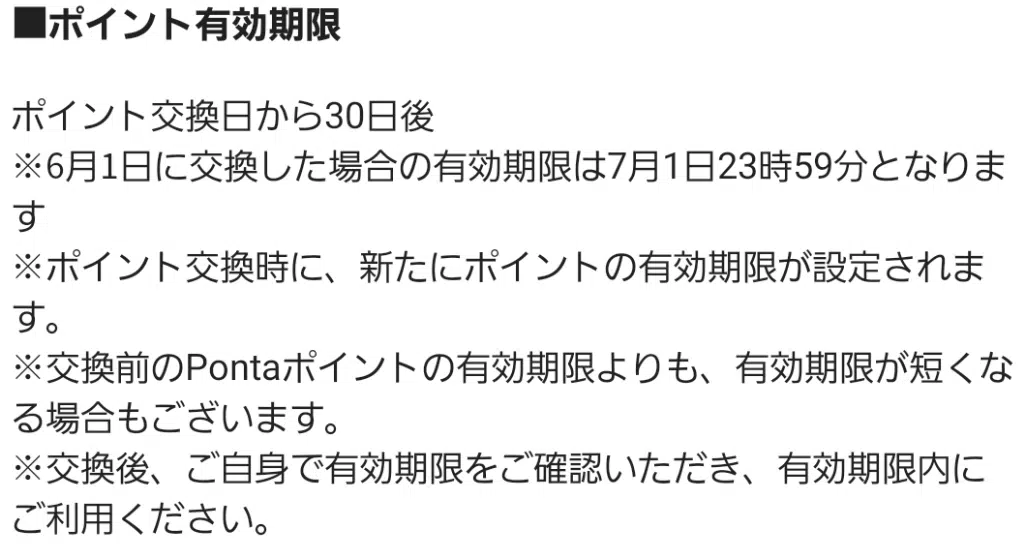 ■ポイント有効期限
ポイント交換日から30日後
※6月1日に交換した場合の有効期限は7月1日23時59分となりま
す
※ポイント交換時に、新たにポイントの有効期限が設定されま
す。
※交換前のPontaポイントの有効期限よりも、有効期限が短くな
る場合もございます。
※交換後、ご自身で有効期限をご確認いただき、有効期限内に
ご利用ください。